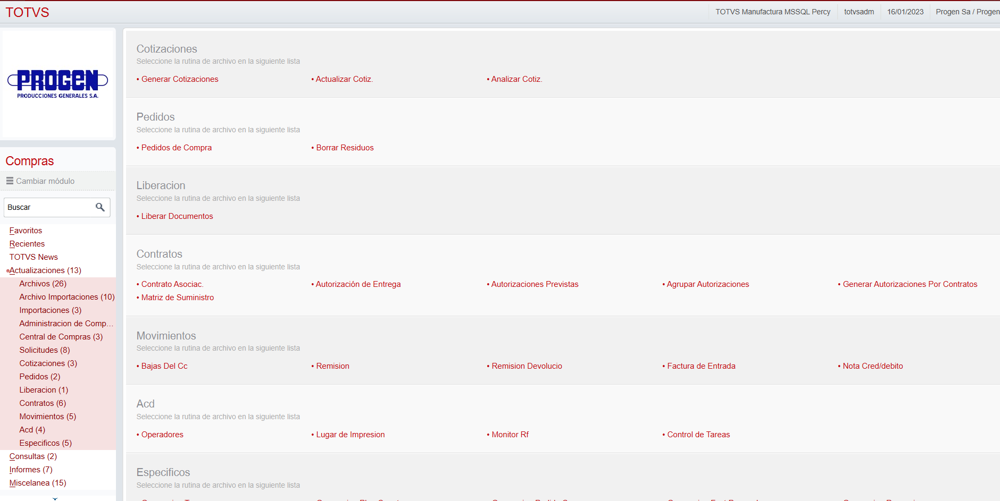 TOTVS
TOTVS Manufactura MSSQL Percy totvsadm 16/01/2023 Progen Sa / Progen
PROGEN
PRODUCCIONES GENERALES S.A.
Compras
Cambiar módulo
Buscar
Favoritos
Recientes
TOTVS News
Actualizaciones (13)
Archivos (26)
Archivo Importaciones (10)
Importaciones (3)
Administracion de Comp...
Central de Compras (3)
Solicitudes (8)
Cotizaciones (3)
Pedidos (2)
Liberacion (1)
Contratos (6)
Movimientos (5)
Acd (4)
Especificos (5)
Consultas (2)
Informes (7)
Miscelanea (15)
Cotizaciones
Seleccione la rutina de archivo en la siguiente lista
• Generar Cotizaciones • Actualizar Cotiz. • Analizar Cotiz.
Pedidos
Seleccione la rutina de archivo en la siguiente lista
• Pedidos de Compra • Borrar Residuos
Liberacion
Seleccione la rutina de archivo en la siguiente lista
• Liberar Documentos
Contratos
Seleccione la rutina de archivo en la siguiente lista
• Contrato Asociac. • Autorización de Entrega • Autorizaciones Previstas • Agrupar Autorizaciones • Generar Autorizaciones Por Contratos
• Matriz de Suministro
Movimientos
Seleccione la rutina de archivo en la siguiente lista
• Bajas Del Cc • Remision • Remision Devolucio • Factura de Entrada • Nota Cred/debito
Acd
Seleccione la rutina de archivo en la siguiente lista
• Operadores • Lugar de Impresion • Monitor Rf • Control de Tareas
Especificos
Seleccione la rutina de archivo en la siguiente lista